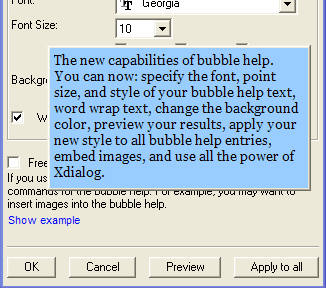 Font:
Georgia
Font Size:
10
The new capabilities of bubble help.
You can now: specify the font, point
size, and style of your bubble help text,
word wrap text, change the background
color, preview your results, apply your
new style to all bubble help entries,
embed images, and use all the power of
Xdialog.
Backgr
W
Free
If you us
commands for the bubble help. For example, you may want to
insert images into the bubble help.
Show example
OK
Cancel
Preview
Apply to all